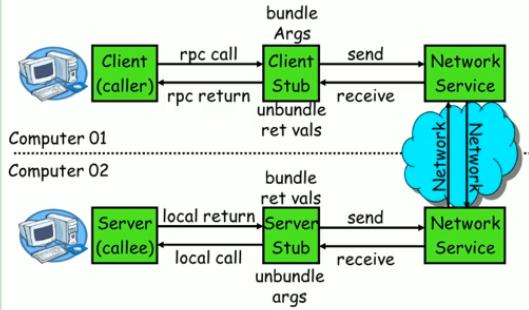 bundle
Args
Client
(caller)
rpc call
rpc return
Client
Stub
send
receive
Network
Service
unbundle
ret vals
Computer 01
Network
Network
Computer 02
bundle
ret vals
Server
(callee)
local return
local call
Server
Stub
send
receive
Network
Service
unbundle
args